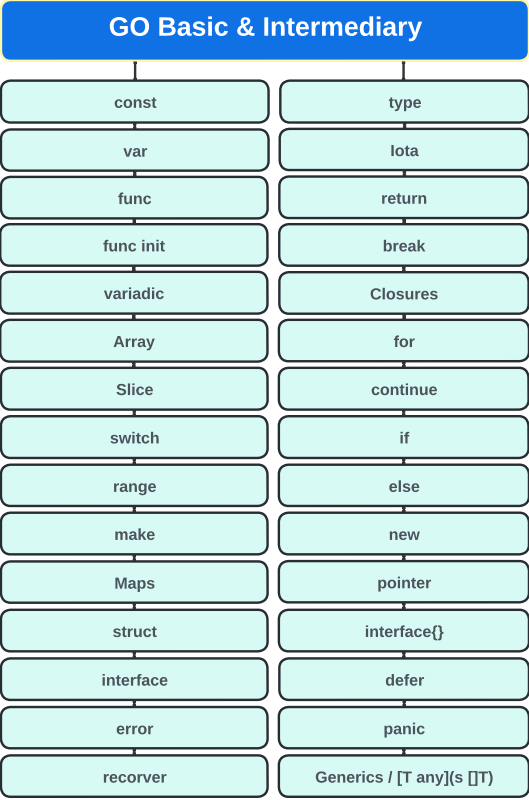 GO Basic & Intermediary
const
var
func
func init
variadic
Array
Slice
switch
range
make
Maps
struct
interface
error
recorver
type
Iota
return
break
Closures
for
continue
if
else
new
pointer
interface{}
defer
panic
Generics / [T any](s []T)